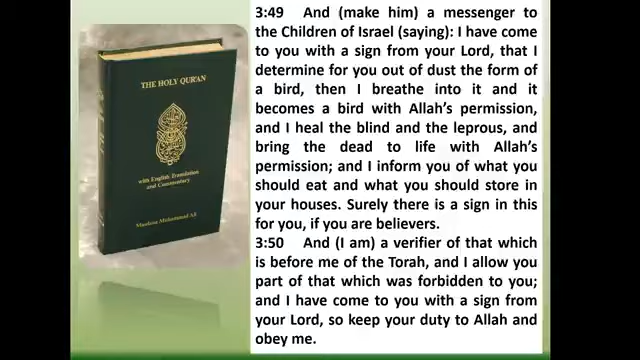 THE HOLY QUR'AN
with English Translation
and Commentary
Maulana Muhammad Ali
3:49 And (make him) a messenger to
the Children of Israel (saying): I have come
to you with a sign from your Lord, that I
determine for you out of dust the form of
a bird, then I breathe into it and it
becomes a bird with Allah’s permission,
and I heal the blind and the leprous, and
bring the dead to life with Allah’s
permission; and I inform you of what you
should eat and what you should store in
your houses. Surely there is a sign in this
for you, if you are believers.
3:50 And (I am) a verifier of that which
is before me of the Torah, and I allow you
part of that which was forbidden to you;
and I have come to you with a sign from
your Lord, so keep your duty to Allah and
obey me.